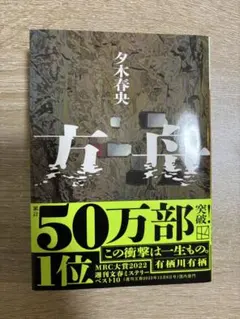 夕木春央
方舟
累計
50万部
突破!
この衝撃は一生もの。
1位
MRC大賞2022
週刊文春ミステリー
ベスト10
有栖川有栖